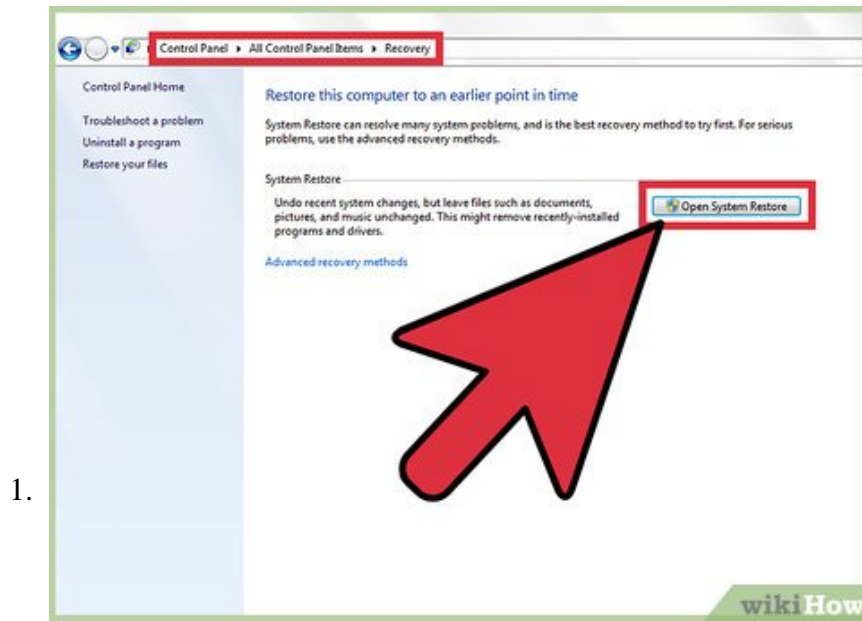 Control Panel ▸ All Control Panel Items ▸ Recovery
Control Panel Home
Troubleshoot a problem
Uninstall a program
Restore your files
Restore this computer to an earlier point in time
System Restore can resolve many system problems, and is the best recovery method to try first. For serious
problems, use the advanced recovery methods.
System Restore
Undo recent system changes, but leave files such as documents,
pictures, and music unchanged. This might remove recently-installed
programs and drivers.
Open System Restore
Advanced recovery methods
1.
wikiHow